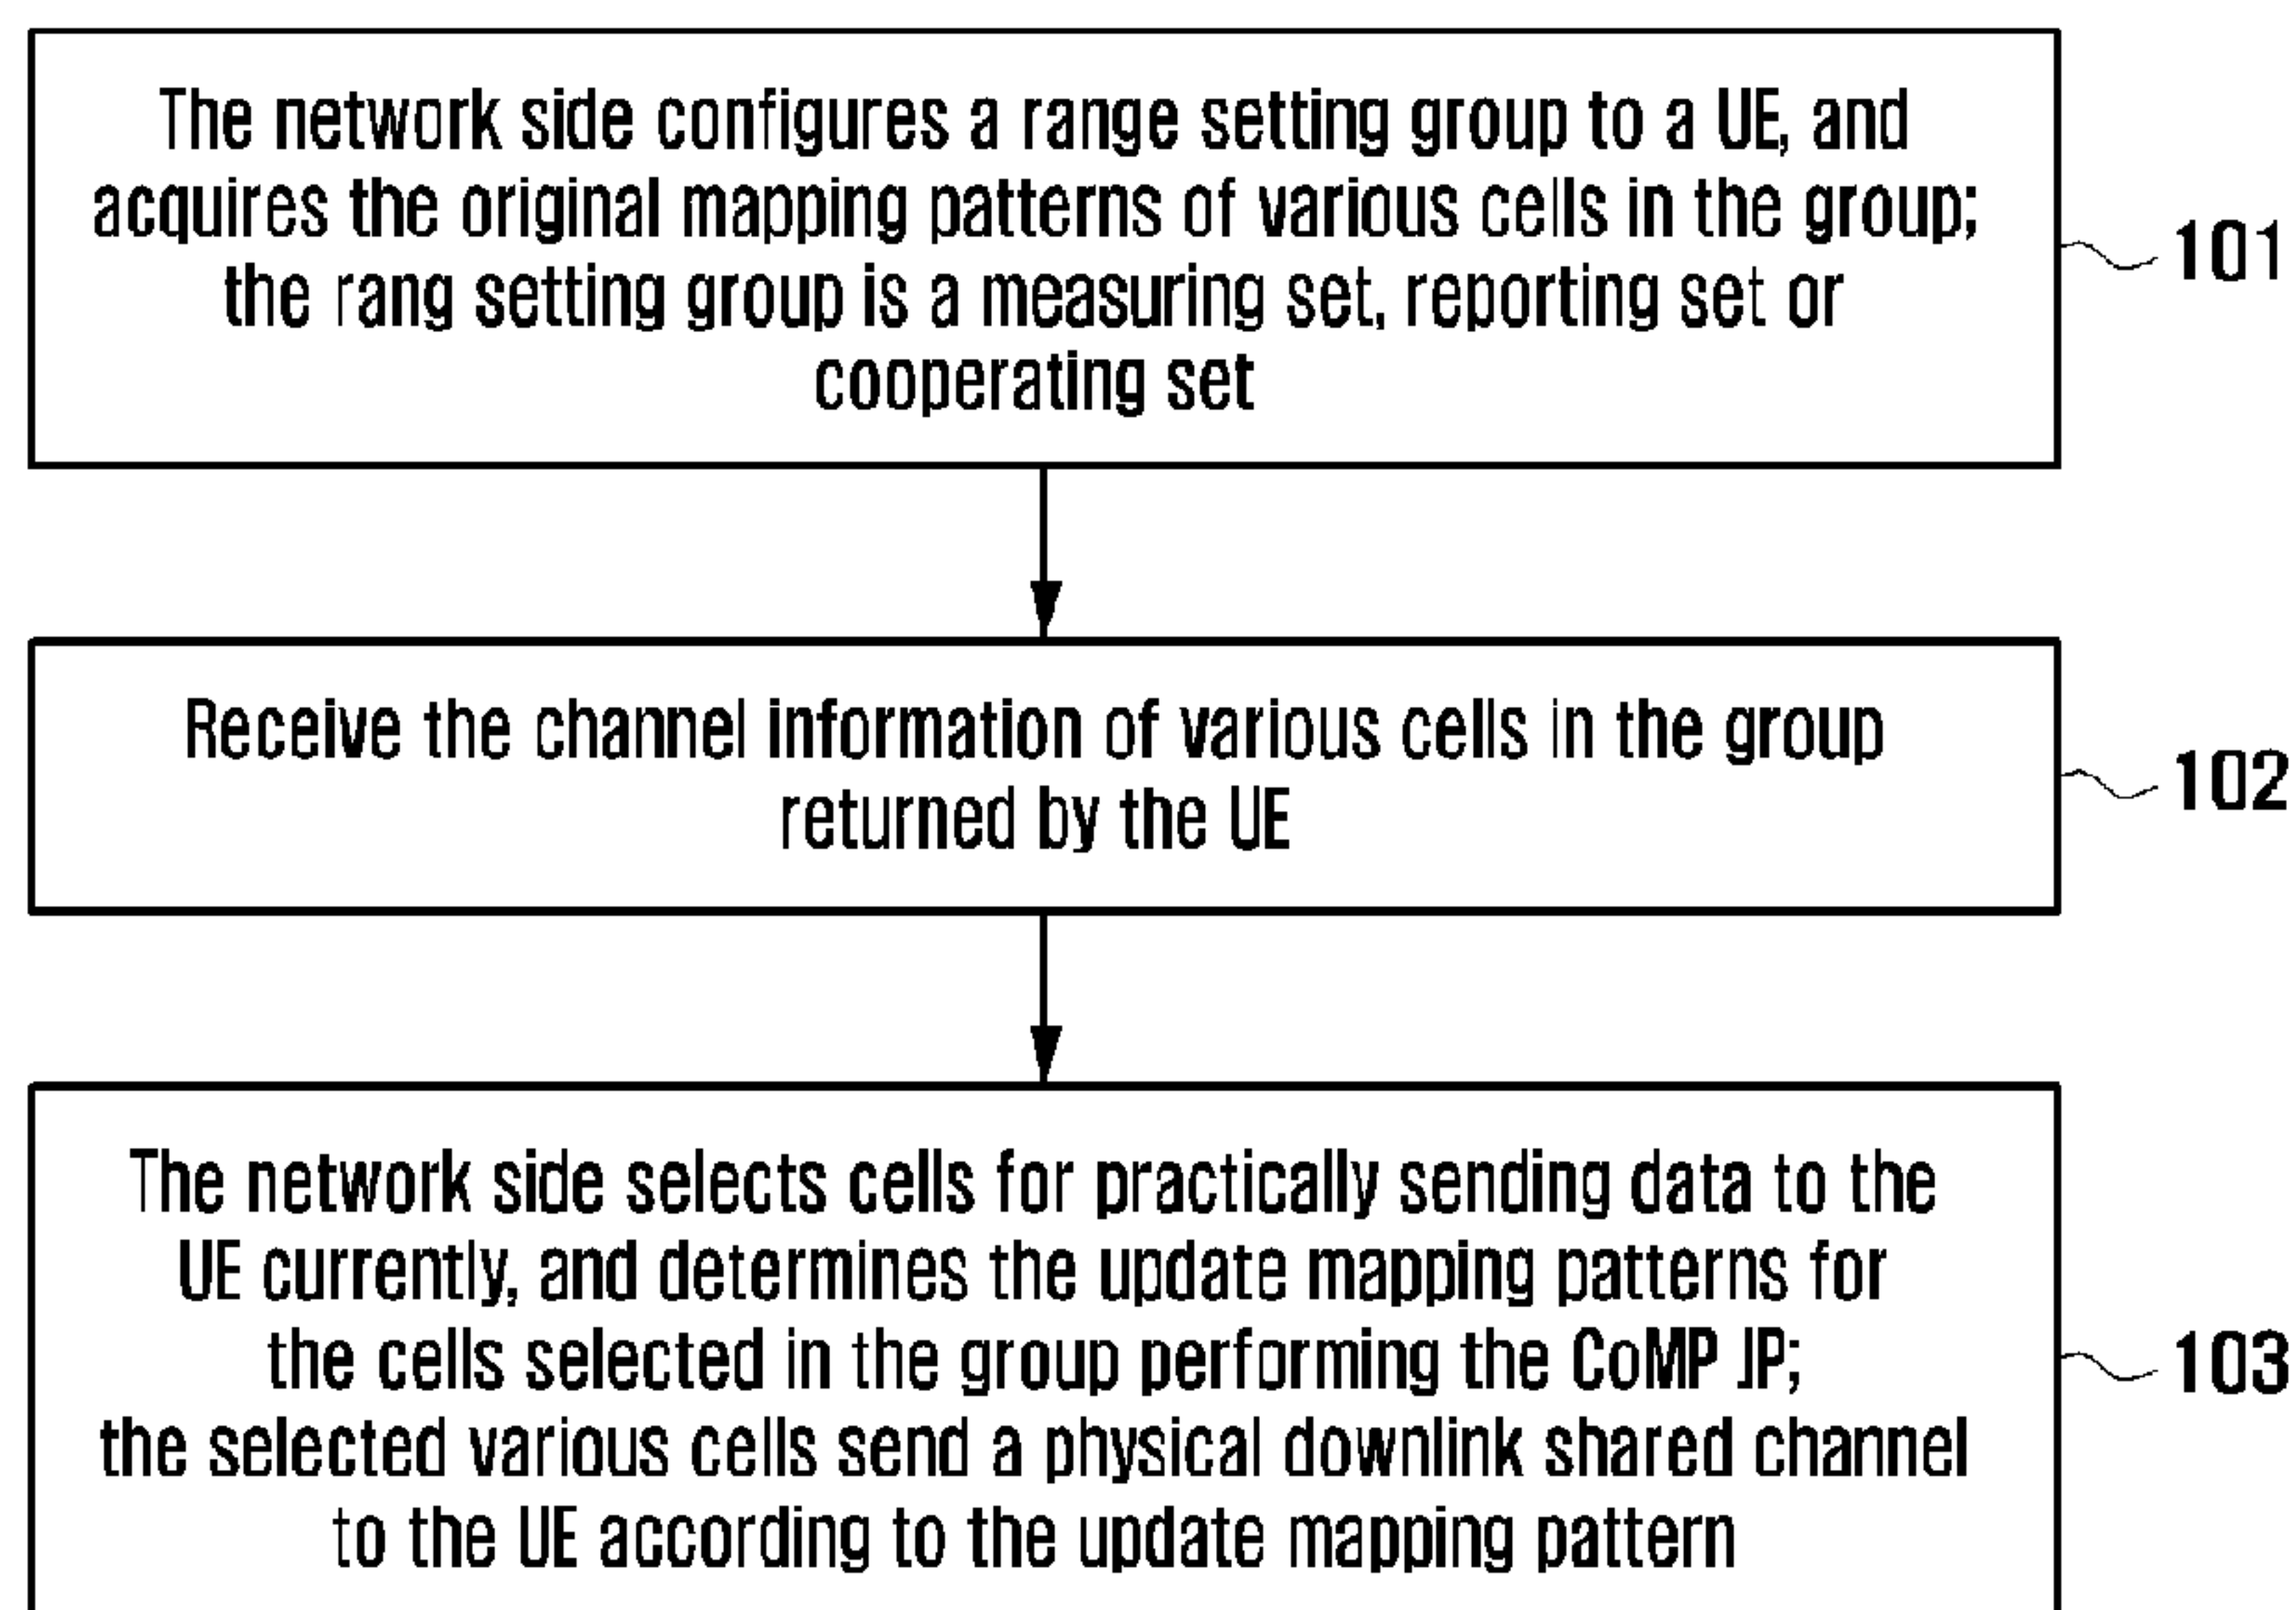 The network side configures a range setting group to a UE, and
acquires the original mapping patterns of various cells in the group;
the rang setting group is a measuring set, reporting set or
cooperating set
101
Receive the channel information of various cells in the group
returned by the UE
102
The network side selects cells for practically sending data to the
UE currently, and determines the update mapping patterns for
the cells selected in the group performing the CoMP JP;
the selected various cells send a physical downlink shared channel
to the UE according to the update mapping pattern
103